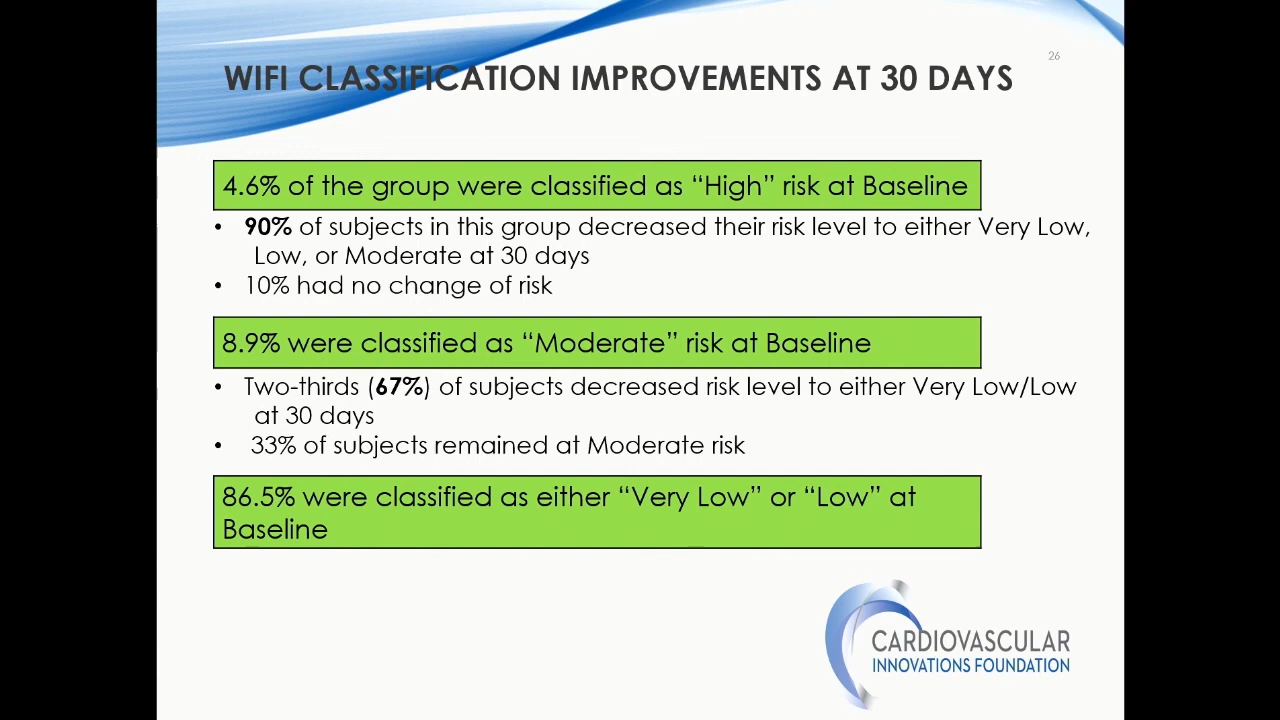 26
WIFI CLASSIFICATION IMPROVEMENTS AT 30 DAYS
4.6% of the group were classified as “High” risk at Baseline
• 90% of subjects in this group decreased their risk level to either Very Low,
Low, or Moderate at 30 days
• 10% had no change of risk
8.9% were classified as “Moderate” risk at Baseline
• Two-thirds (67%) of subjects decreased risk level to either Very Low/Low
at 30 days
• 33% of subjects remained at Moderate risk
86.5% were classified as either “Very Low” or “Low” at
Baseline
CARDIOVASCULAR
INNOVATIONS FOUNDATION